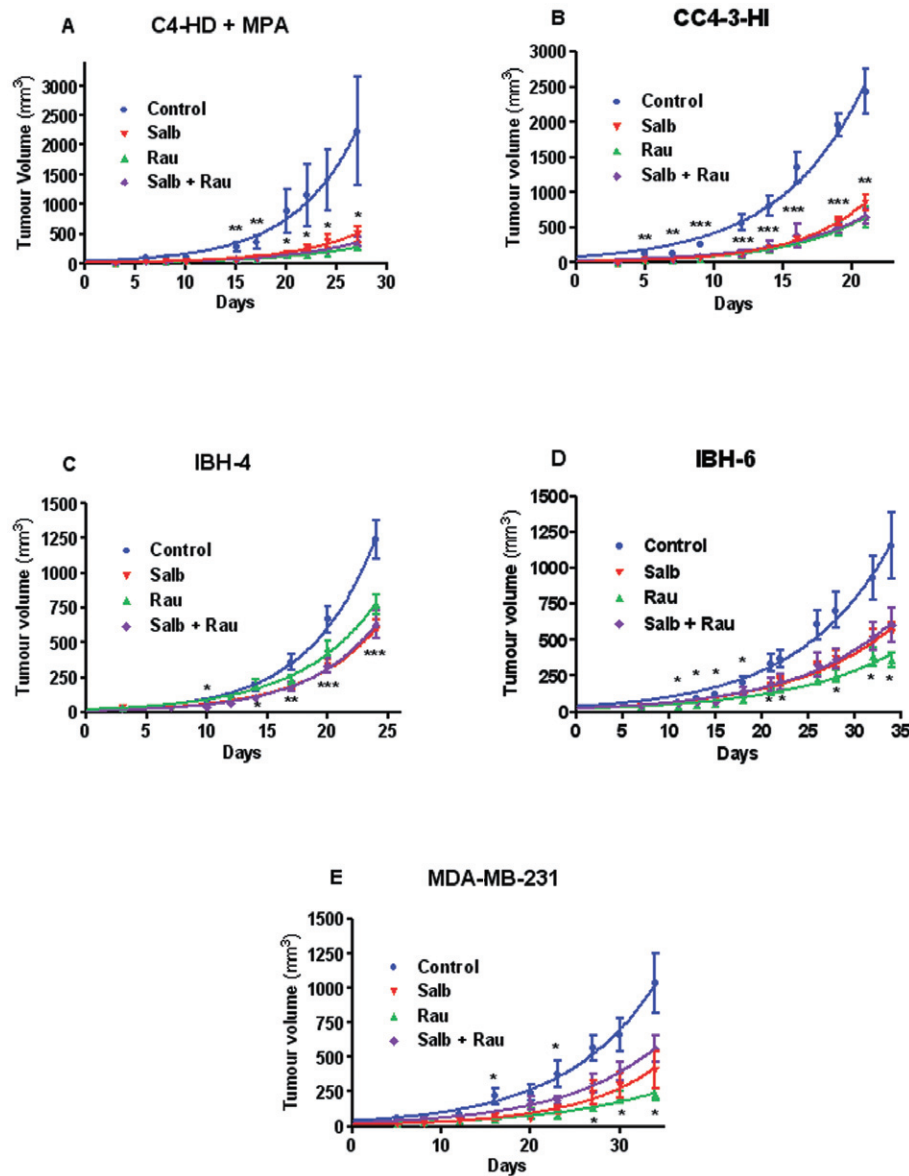 A
C4-HD + MPA
Tumour Volume (mm³)
3000
2500
2000
1500
1000
500
0
Control
Salb
Rau
Salb + Rau
** ** * * * *
0 5 10 15 20 25 30
Days
B
CC4-3-HI
Tumour Volume (mm³)
3000
2500
2000
1500
1000
500
0
Control
Salb
Rau
Salb + Rau
** ** *** *** *** *** *** **
0 5 10 15 20
Days
C
IBH-4
Tumour volume (mm³)
1500
1250
1000
750
500
250
0
Control
Salb
Rau
Salb + Rau
* * ** *** ***
0 5 10 15 20 25
Days
D
IBH-6
Tumour volume (mm³)
1500
1250
1000
750
500
250
0
Control
Salb
Rau
Salb + Rau
* * * * * * * * *
0 5 10 15 20 25 30 35
Days
E
MDA-MB-231
Tumour volume (mm³)
1500
1250
1000
750
500
250
0
Control
Salb
Rau
Salb + Rau
* * * * *
0 10 20 30
Days